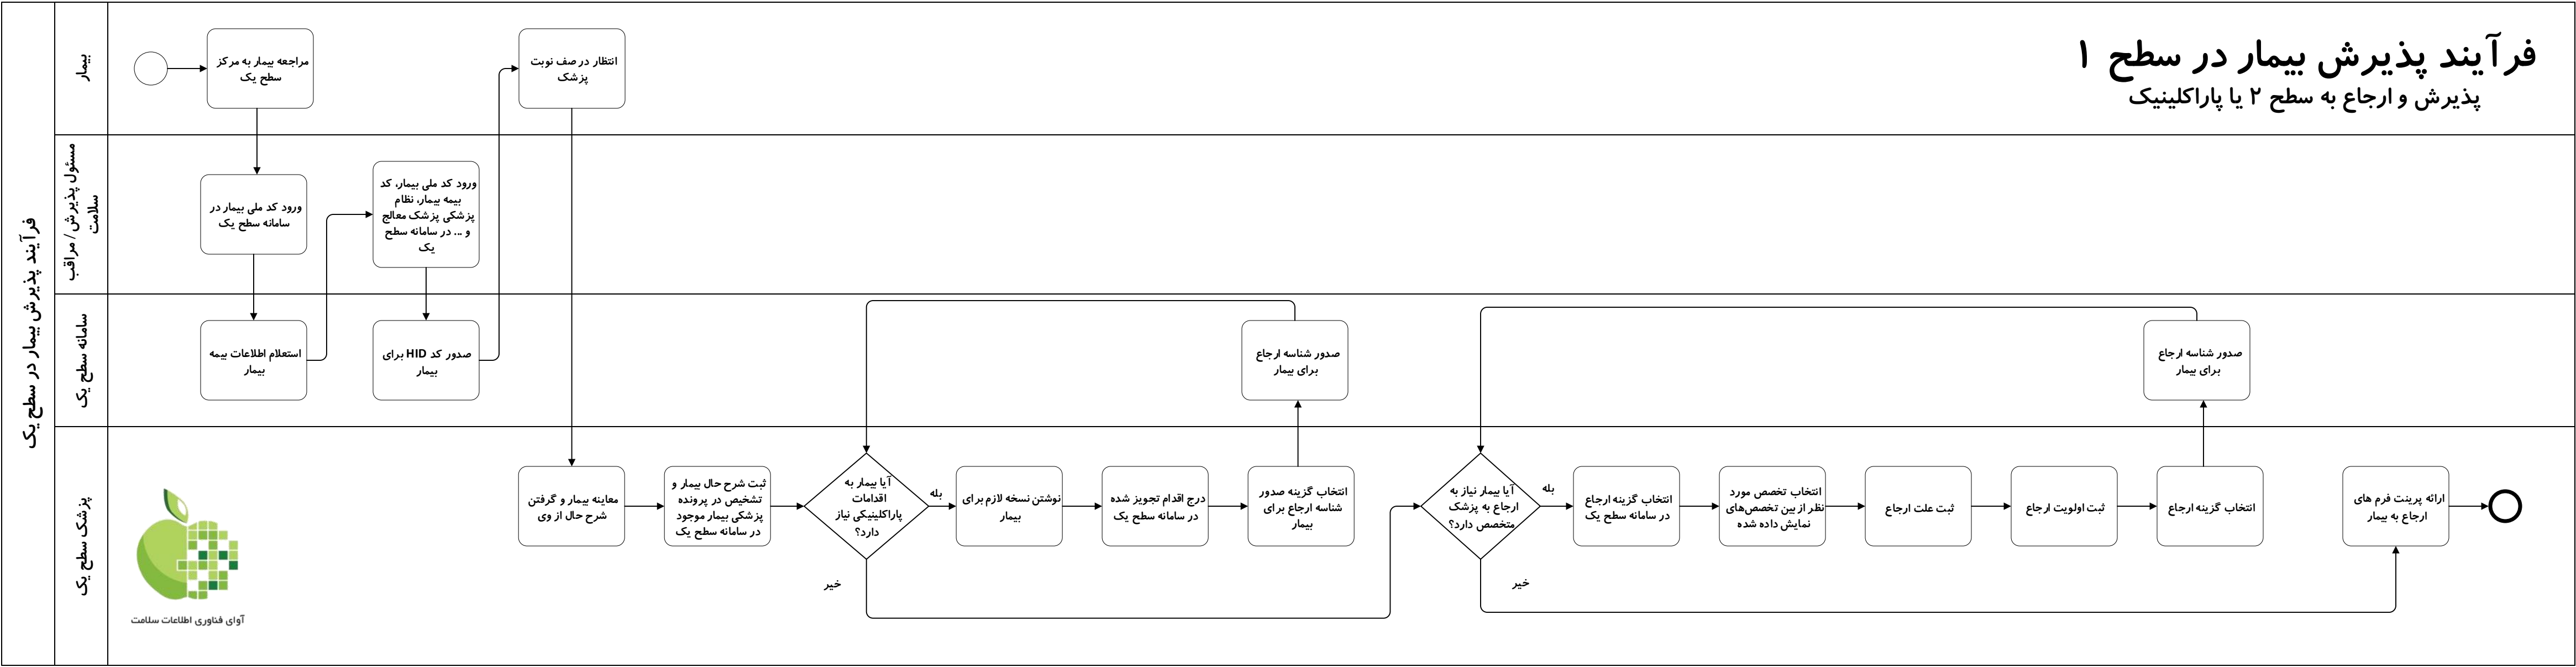 فرآیند پذیرش بیمار در سطح ۱
پذیرش و ارجاع به سطح ۲ یا پاراکلینیک
فرآیند پذیرش بیمار در سطح یک
بیمار
مراجعه بیمار به مرکز
سطح یک
انتظار در صف نوبت
پزشک
مسئول پذیرش / مراقب
سلامت
ورود کد ملی بیمار در
سامانه سطح یک
ورود کد ملی بیمار، کد
بیمه بیمار، نظام
پزشکی پزشک معالج
و ... در سامانه سطح
یک
سامانه سطح یک
استعلام اطلاعات بیمه
بیمار
صدور کد HID برای
بیمار
صدور شناسه ارجاع
برای بیمار
صدور شناسه ارجاع
برای بیمار
پزشک سطح یک
معاینه بیمار و گرفتن
شرح حال از وی
ثبت شرح حال بیمار و
تشخیص در پرونده
پزشکی بیمار موجود
در سامانه سطح یک
آیا بیمار به
اقدامات
پاراکلینیکی نیاز
دارد؟
بله
خیر
نوشتن نسخه لازم برای
بیمار
درج اقدام تجویز شده
در سامانه سطح یک
انتخاب گزینه صدور
شناسه ارجاع برای
بیمار
آیا بیمار نیاز به
ارجاع به پزشک
متخصص دارد؟
بله
خیر
انتخاب گزینه ارجاع
در سامانه سطح یک
انتخاب تخصص مورد
نظر از بین تخصص‌های
نمایش داده شده
ثبت علت ارجاع
ثبت اولویت ارجاع
انتخاب گزینه ارجاع
ارائه پرینت فرم های
ارجاع به بیمار
آوای فناوری اطلاعات سلامت